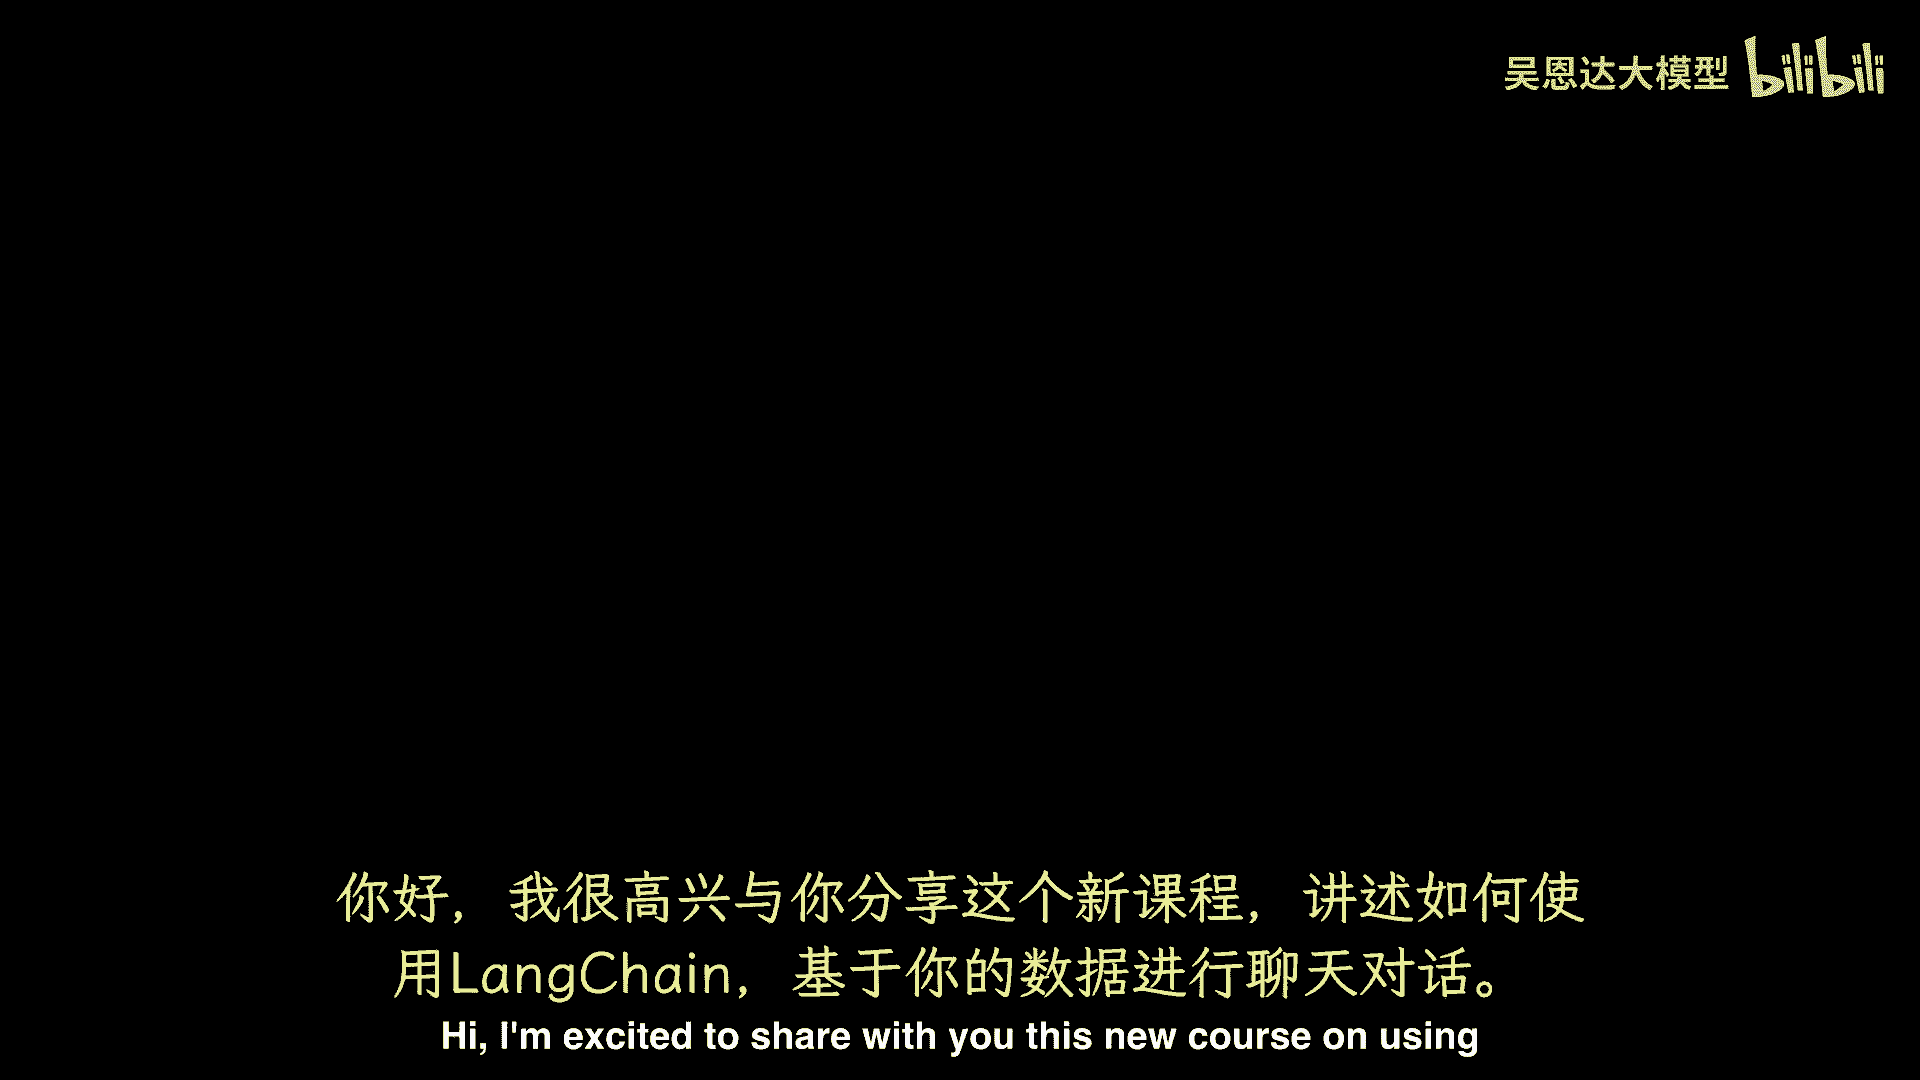 吴恩达大模型 bilibili
你好，我很高兴与你分享这个新课程，讲述如何使
用LangChain，基于你的数据进行聊天对话。
Hi, I'm excited to share with you this new course on using